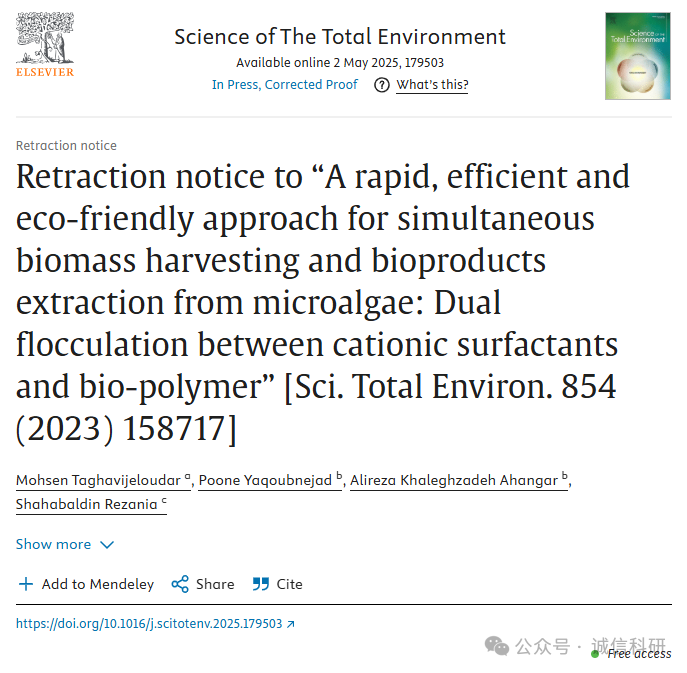 ELSEVIER
Science of The Total Environment
Available online 2 May 2025, 179503
In Press, Corrected Proof
What's this?
Science of the
Total Environment
Retraction notice
Retraction notice to “A rapid, efficient and
eco-friendly approach for simultaneous
biomass harvesting and bioproducts
extraction from microalgae: Dual
flocculation between cationic surfactants
and bio-polymer” [Sci. Total Environ. 854
(2023) 158717]
Mohsen Taghavijeloudar a, Poone Yaqoubnejad b, Alireza Khaleghzadeh Ahangar b,
Shahabaldin Rezania c
Show more
Add to Mendeley Share Cite
https://doi.org/10.1016/j.scitotenv.2025.179503
公众号 · 诚信科研
Free access